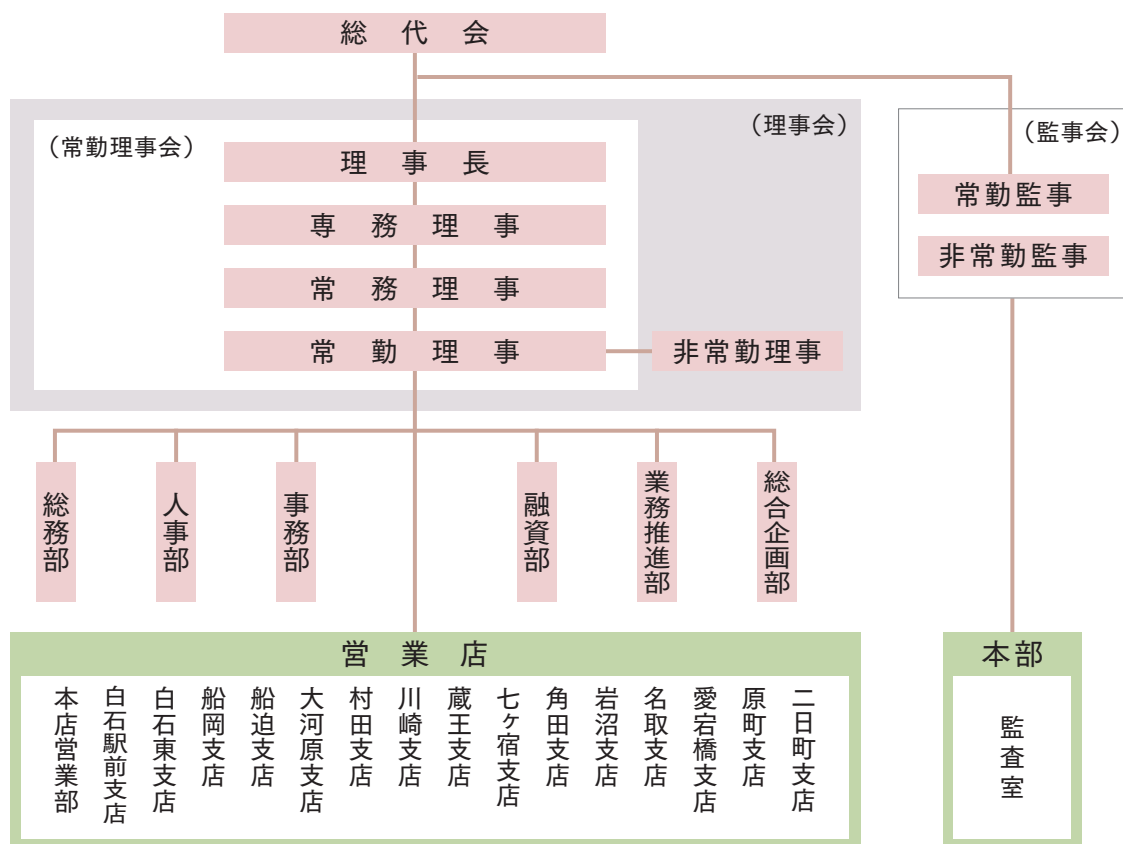 総代会
（理事会）
（常勤理事会）
理事長
専務理事
常務理事
常勤理事
非常勤理事
（監事会）
常勤監事
非常勤監事
総務部
人事部
事務部
融資部
業務推進部
総合企画部
営業店
本店営業部
白石駅前支店
白石東支店
船岡支店
船迫支店
大河原支店
村田支店
川崎支店
蔵王支店
七ヶ宿支店
角田支店
岩沼支店
名取支店
愛宕橋支店
原町支店
二日町支店
本部
監査室